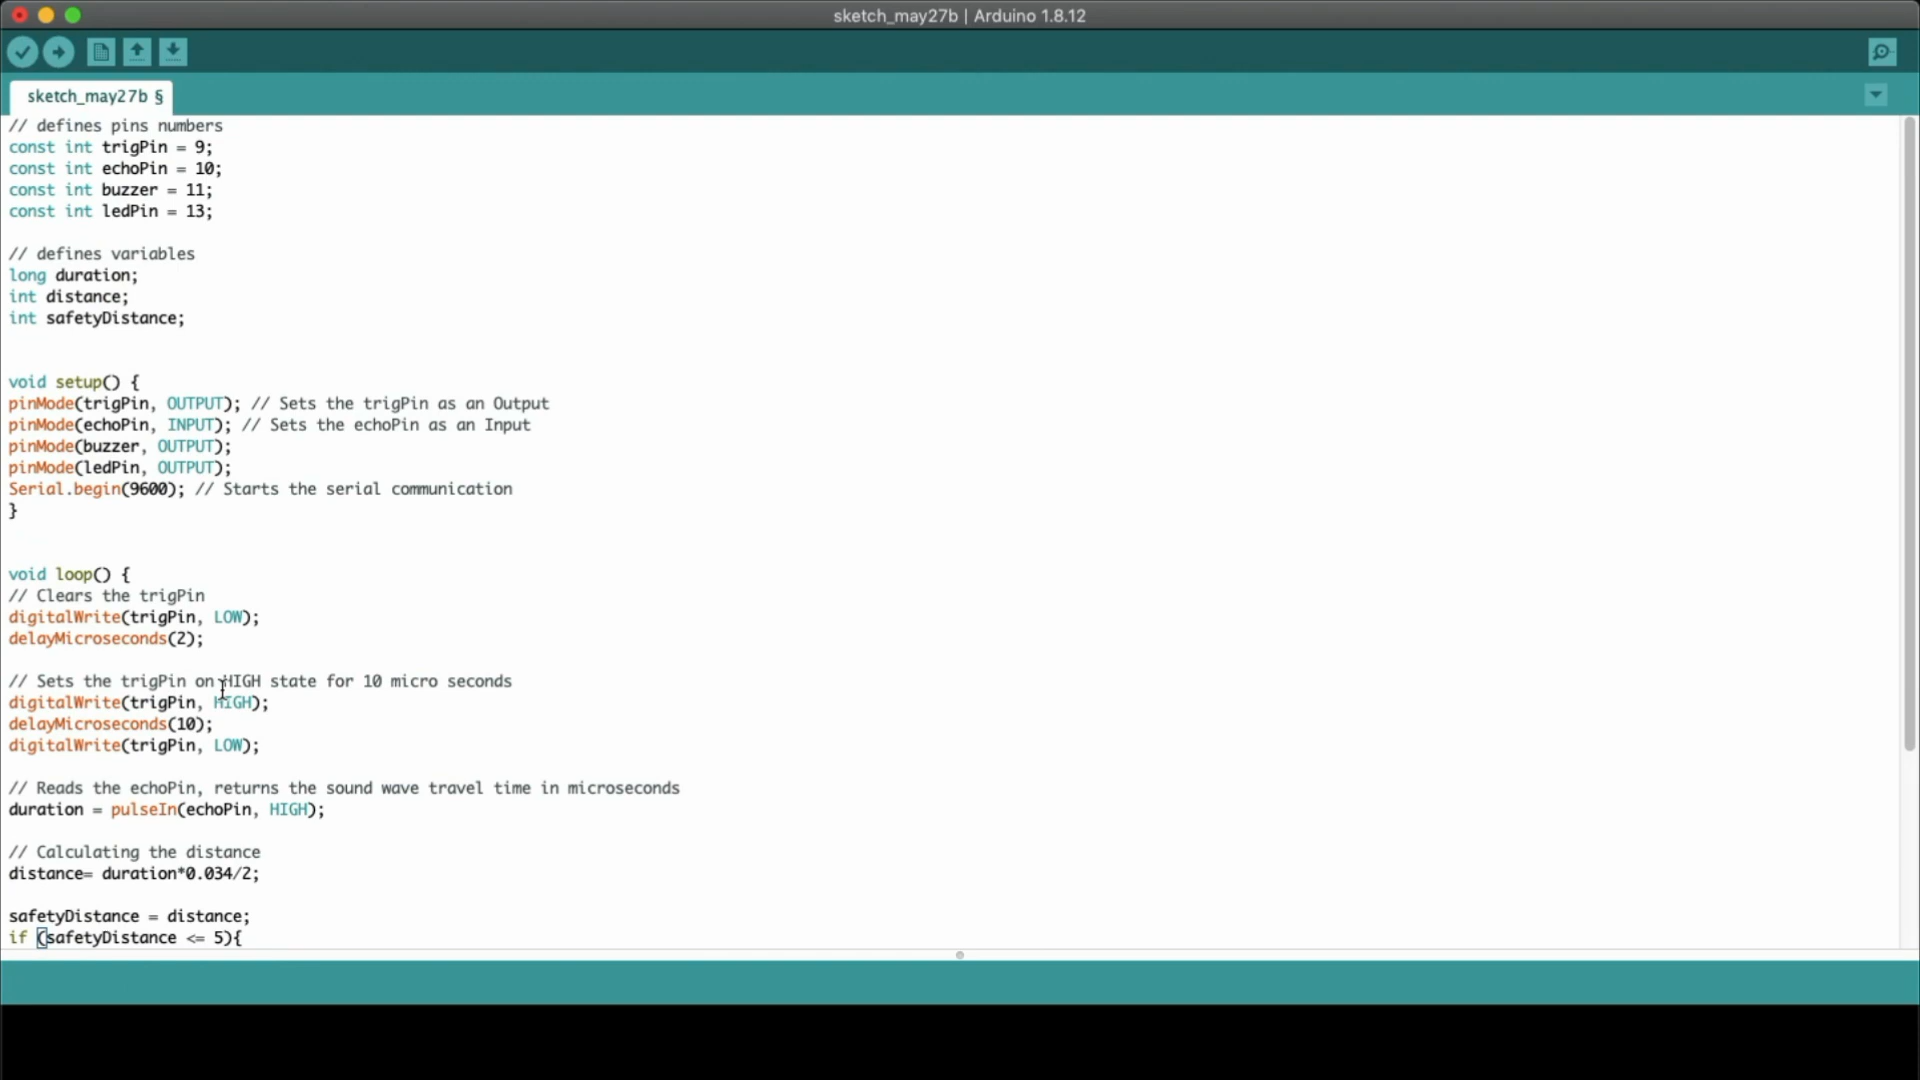 sketch_may27b | Arduino 1.8.12
sketch_may27b §
// defines pins numbers
const int trigPin = 9;
const int echoPin = 10;
const int buzzer = 11;
const int ledPin = 13;
// defines variables
long duration;
int distance;
int safetyDistance;
void setup() {
pinMode(trigPin, OUTPUT); // Sets the trigPin as an Output
pinMode(echoPin, INPUT); // Sets the echoPin as an Input
pinMode(buzzer, OUTPUT);
pinMode(ledPin, OUTPUT);
Serial.begin(9600); // Starts the serial communication
}
void loop() {
// Clears the trigPin
digitalWrite(trigPin, LOW);
delayMicroseconds(2);
// Sets the trigPin on HIGH state for 10 micro seconds
digitalWrite(trigPin, HIGH);
delayMicroseconds(10);
digitalWrite(trigPin, LOW);
// Reads the echoPin, returns the sound wave travel time in microseconds
duration = pulseIn(echoPin, HIGH);
// Calculating the distance
distance= duration*0.034/2;
safetyDistance = distance;
if (safetyDistance <= 5){